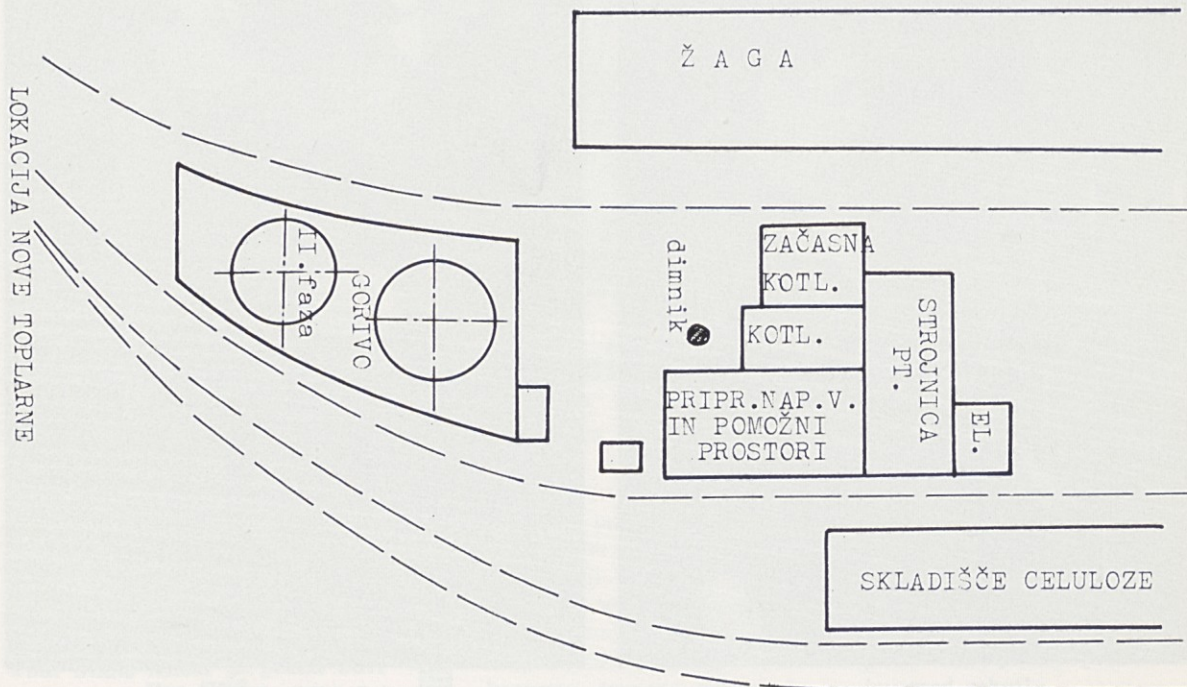 Ž A G A
LOKACIJA NOVE TOPLARNE
II.faza
GORIVO
dimnik
ZAČASNA
KOTL.
KOTL.
STROJNICA
PT.
EL.
PRIPR.NAP.V.
IN POMOŽNI
PROSTORI
SKLADIŠČE CELULOZE